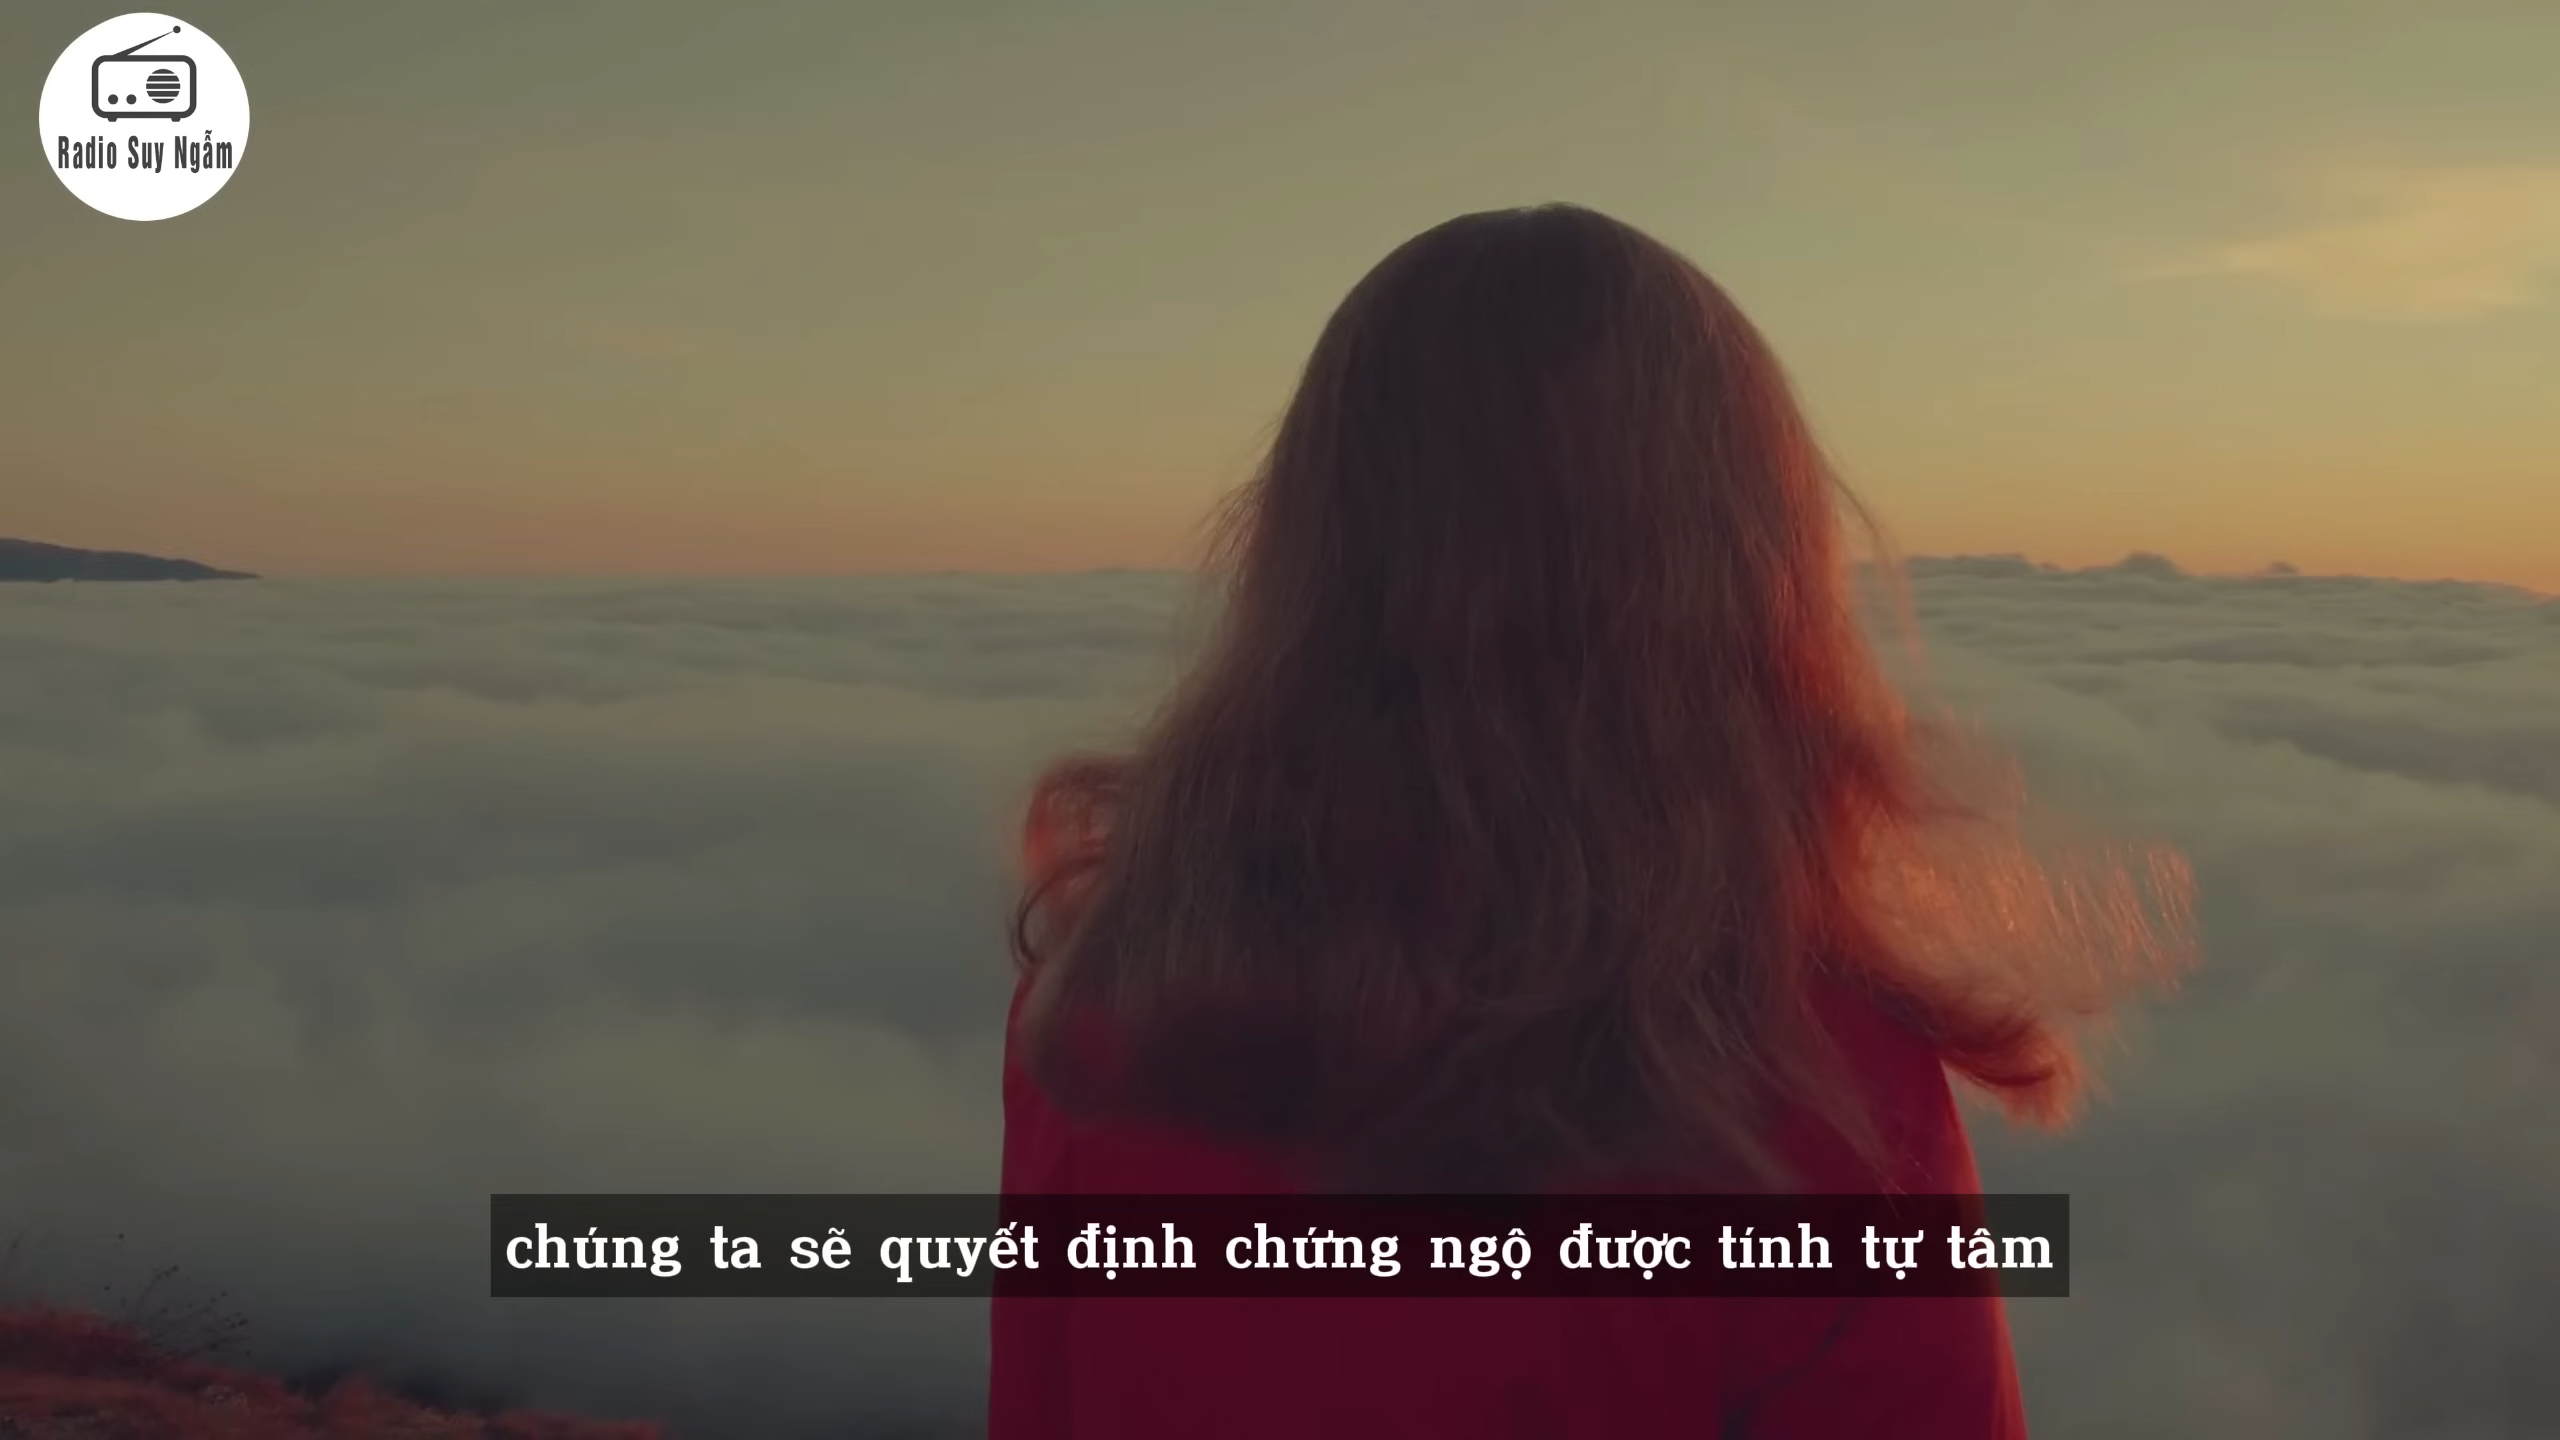 Radio Suy Ngẫm
chúng ta sẽ quyết định chứng ngộ được tính tự tâm